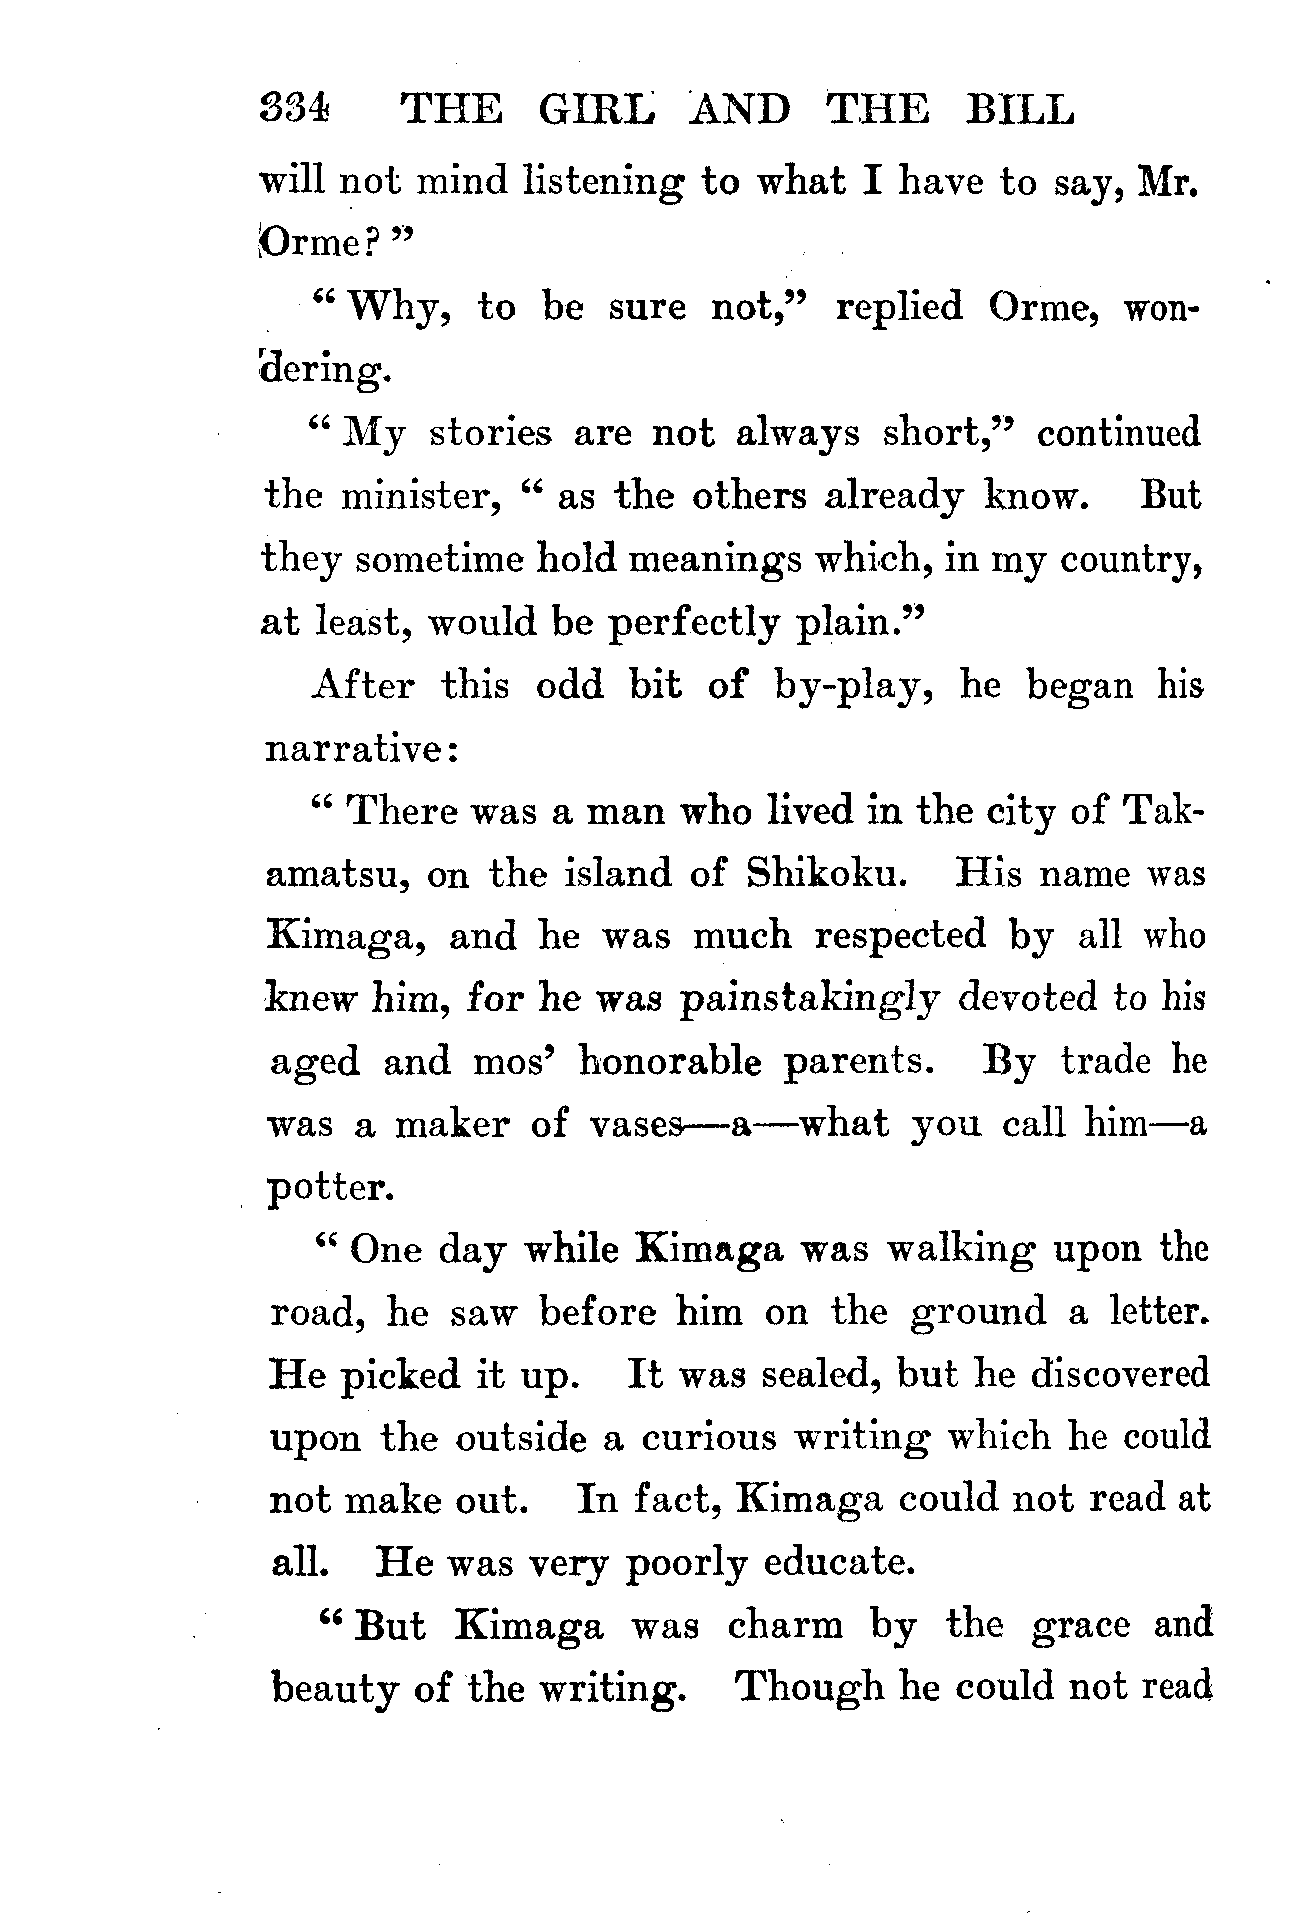 334 THE GIRL AND THE BILL
will not mind listening to what I have to say, Mr.
Orme?”
“Why, to be sure not,” replied Orme, won-
dering.
“My stories are not always short,” continued
the minister, “as the others already know. But
they sometime hold meanings which, in my country,
at least, would be perfectly plain.”
After this odd bit of by-play, he began his
narrative:
“There was a man who lived in the city of Tak-
amatsu, on the island of Shikoku. His name was
Kimaga, and he was much respected by all who
knew him, for he was painstakingly devoted to his
aged and mos’ honorable parents. By trade he
was a maker of vases—a—what you call him—a
potter.
“One day while Kimaga was walking upon the
road, he saw before him on the ground a letter.
He picked it up. It was sealed, but he discovered
upon the outside a curious writing which he could
not make out. In fact, Kimaga could not read at
all. He was very poorly educate.
“But Kimaga was charm by the grace and
beauty of the writing. Though he could not read